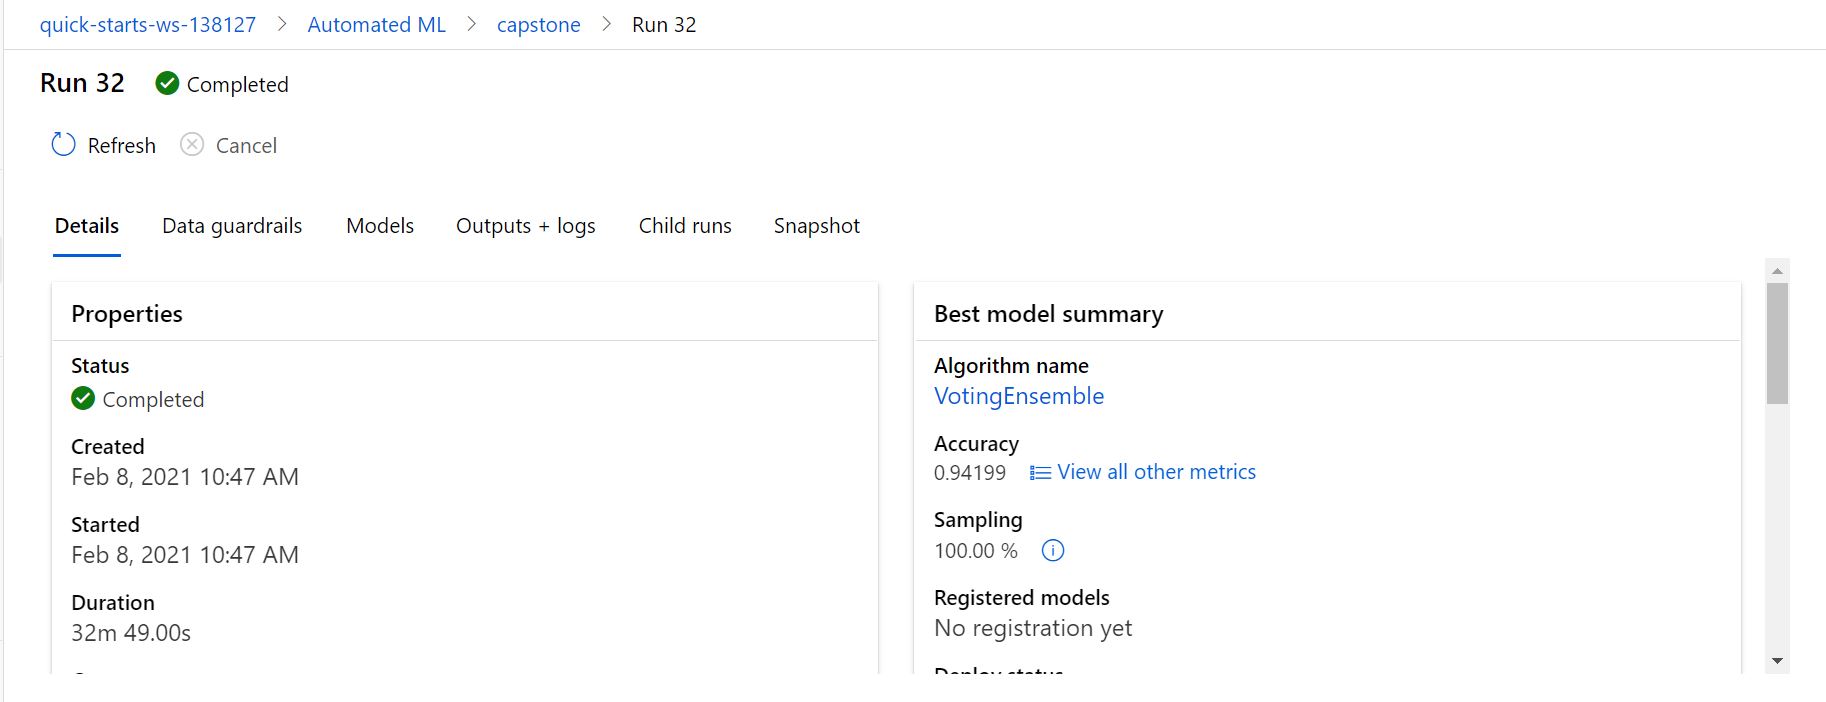 quick-starts-ws-138127 > Automated ML > capstone > Run 32
Run 32 Completed
Refresh Cancel
Details Data guardrails Models Outputs + logs Child runs Snapshot
Properties
Status
Completed
Created
Feb 8, 2021 10:47 AM
Started
Feb 8, 2021 10:47 AM
Duration
32m 49.00s
Best model summary
Algorithm name
VotingEnsemble
Accuracy
0.94199 View all other metrics
Sampling
100.00 %
Registered models
No registration yet
Deploy status